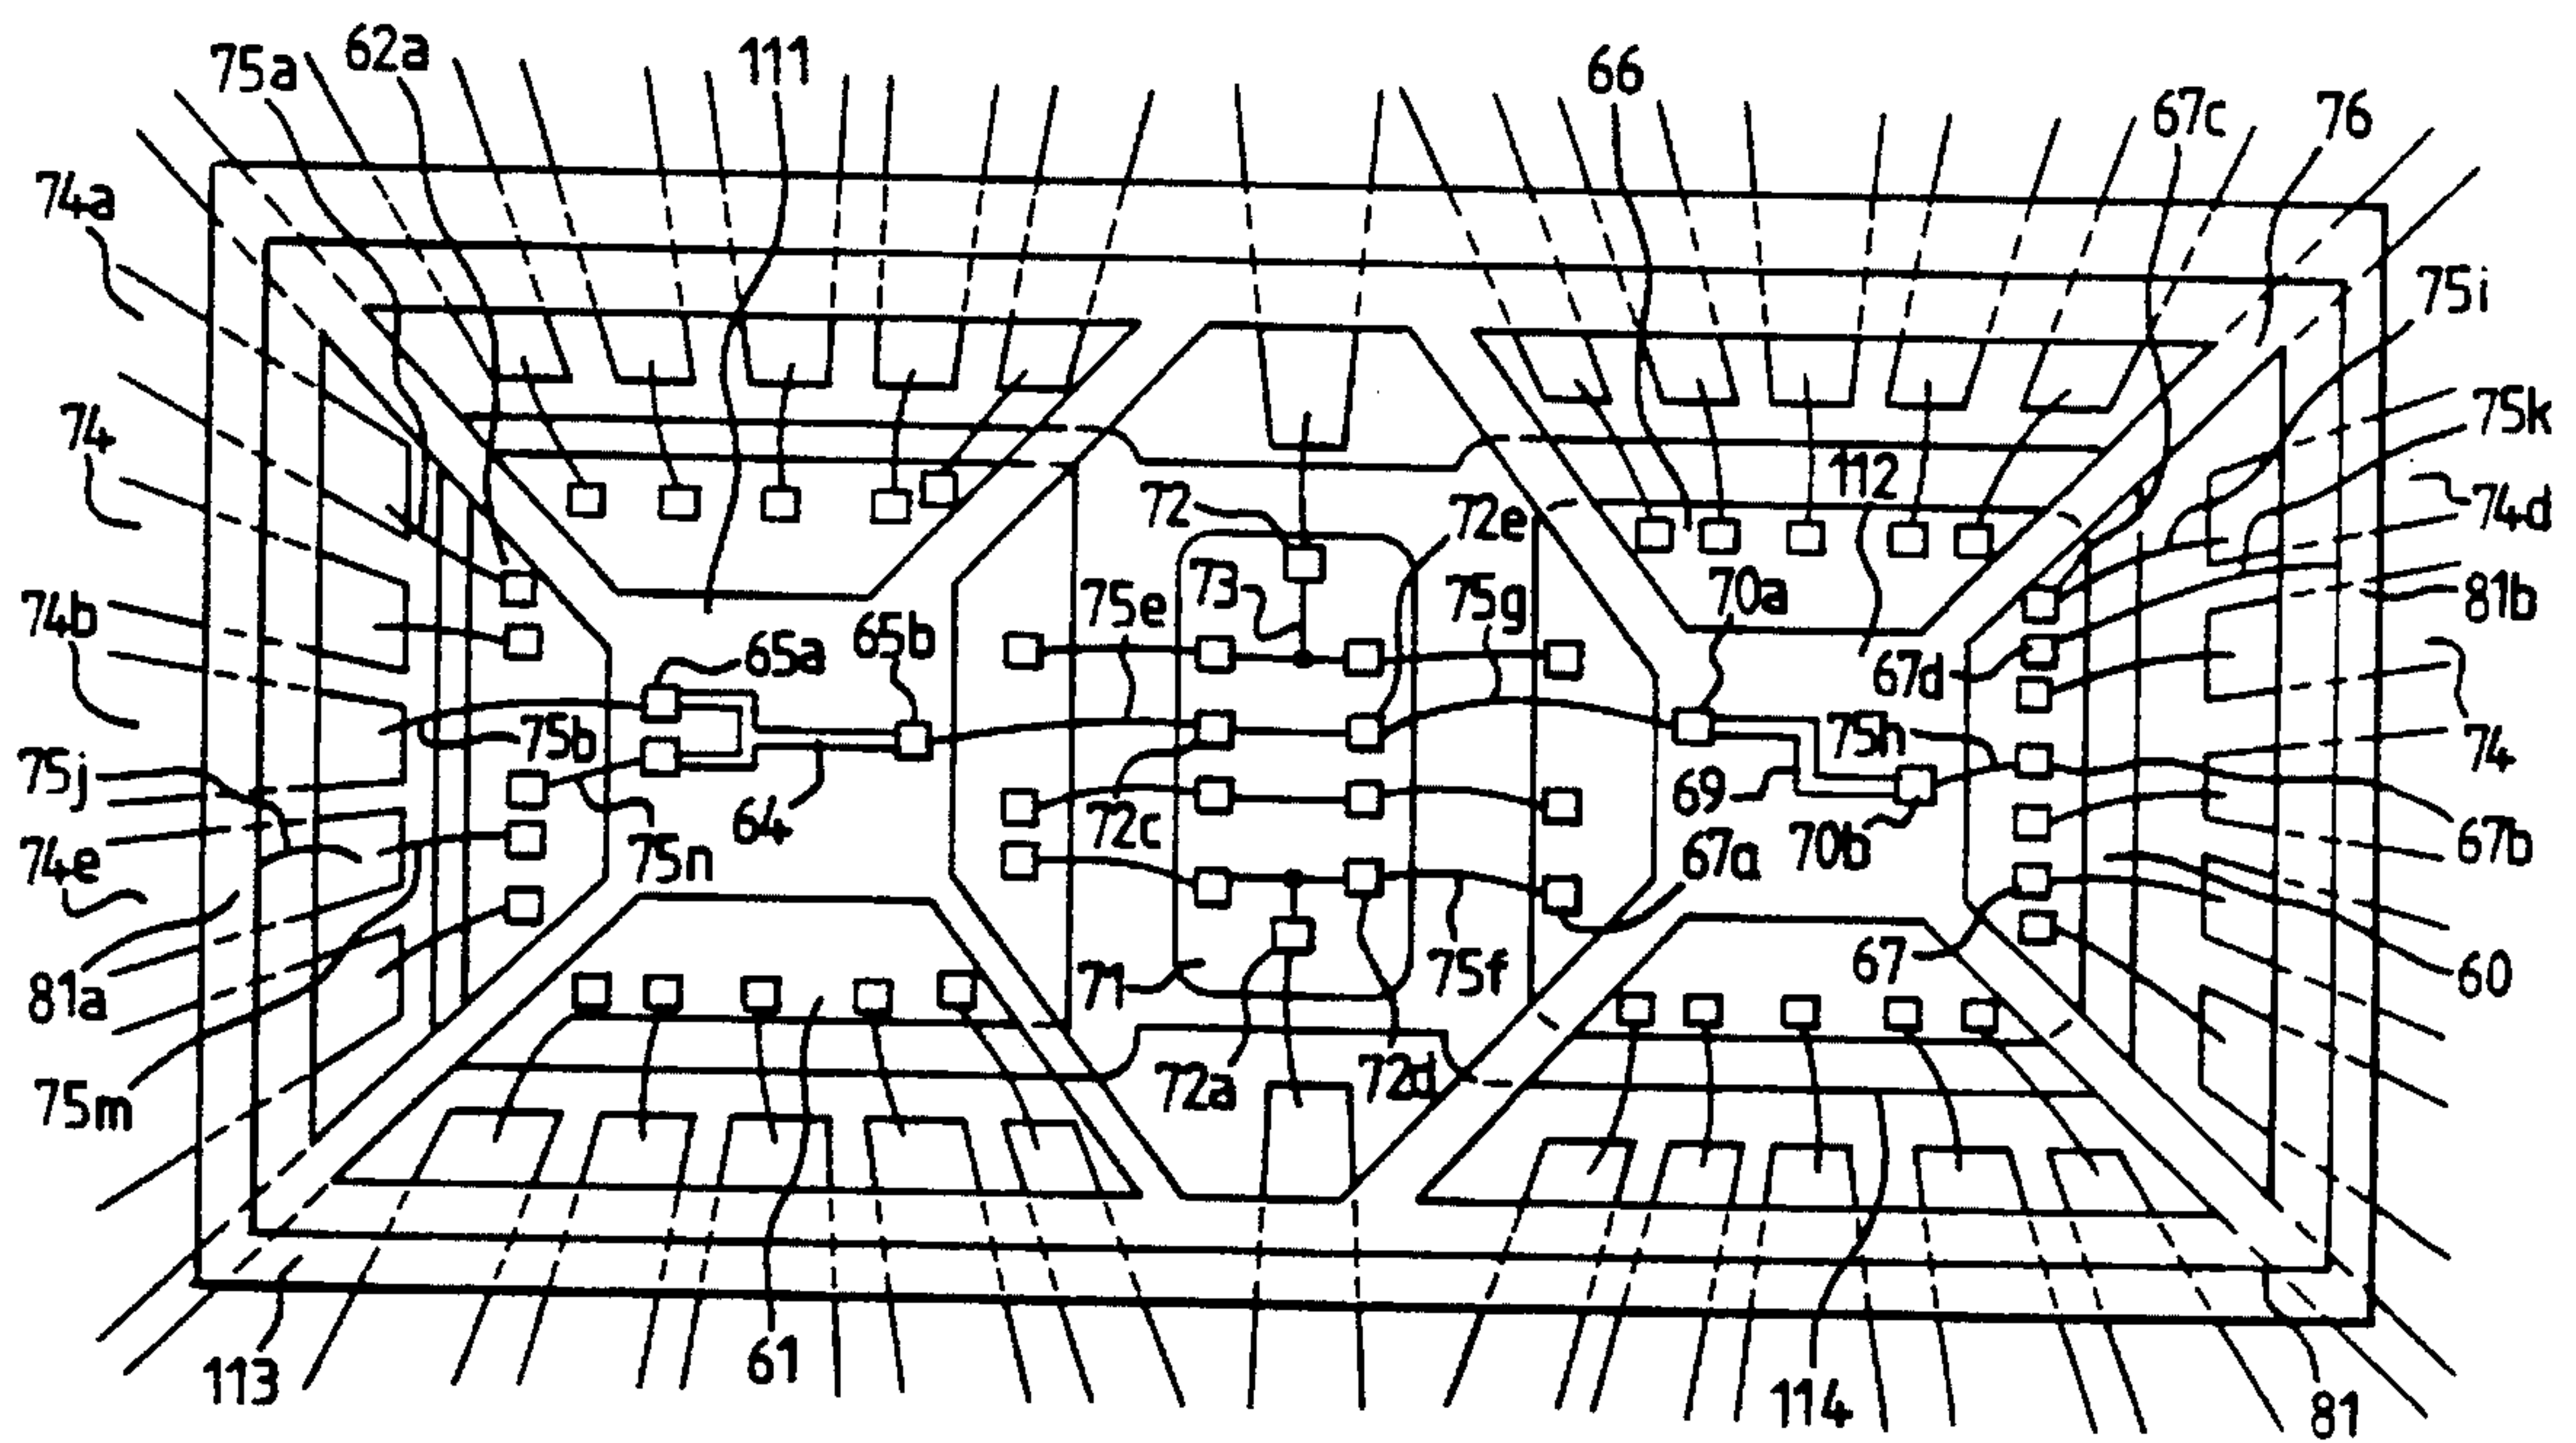 75a 62a 111 66 67c 76
74a 75i
75k
74 112 74d
72 72e
74b 73 75e 75g 70a 81b
65a 65b 67d
75b 75h 74
75j 72c 69
74e 75n 64 67a 70b 67b
81a 71 75f 67 60
75m 72a 72d
113 61 114 81